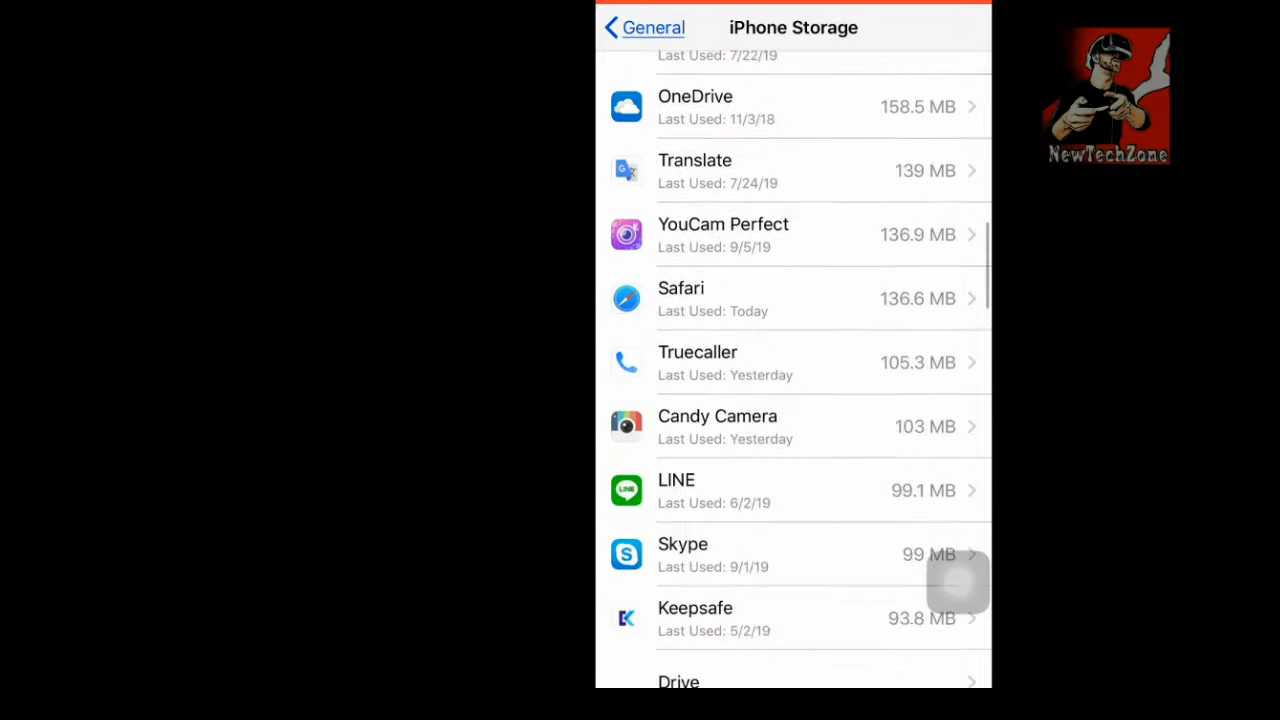 General
iPhone Storage
Last Used: 7/22/19
OneDrive
158.5 MB
Last Used: 11/3/18
Translate
139 MB
Last Used: 7/24/19
YouCam Perfect
136.9 MB
Last Used: 9/5/19
Safari
136.6 MB
Last Used: Today
Truecaller
105.3 MB
Last Used: Yesterday
Candy Camera
103 MB
Last Used: Yesterday
LINE
99.1 MB
Last Used: 6/2/19
Skype
99 MB
Last Used: 9/1/19
Keepsafe
93.8 MB
Last Used: 5/2/19
Drive
NewTechZone
LINE
S
G